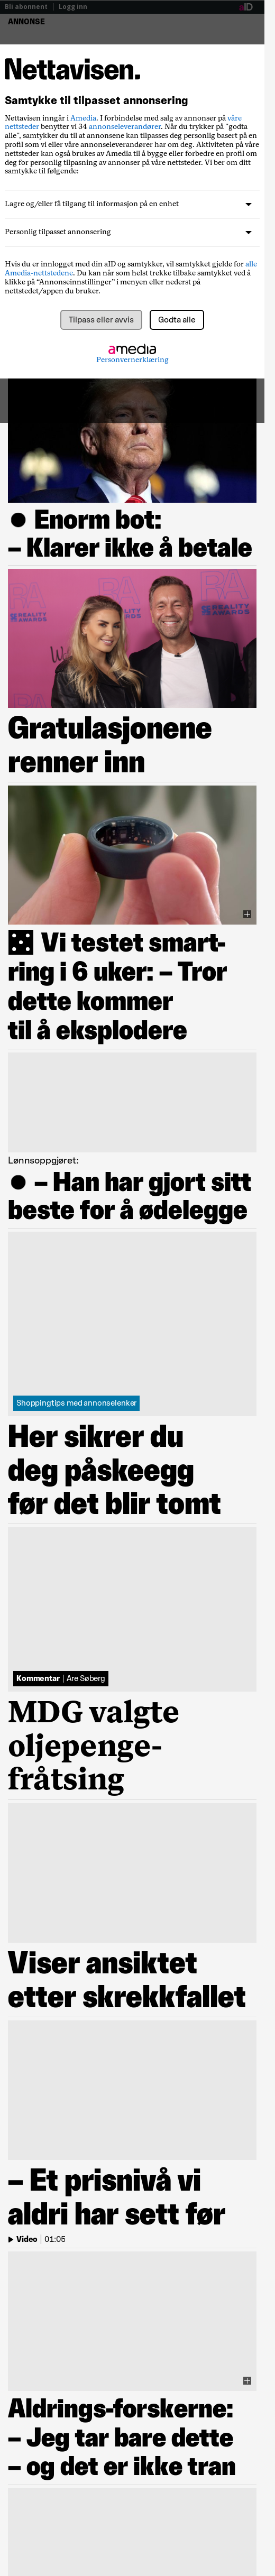 Bli abonnent | Logg inn
aID
ANNONSE
Nettavisen.
Samtykke til tilpasset annonsering
Nettavisen inngår i Amedia. I forbindelse med salg av annonser på våre
nettsteder benytter vi 34 annonseleverandører. Når du trykker på "godta
alle", samtykker du til at annonsene kan tilpasses deg personlig basert på en
profil som vi eller våre annonseleverandører har om deg. Aktiviteten på våre
nettsteder kan også brukes av Amedia til å bygge eller forbedre en profil om
deg for personlig tilpasning av annonser på våre nettsteder. Vi ber om ditt
samtykke til følgende:
Lagre og/eller få tilgang til informasjon på en enhet
Personlig tilpasset annonsering
Hvis du er innlogget med din aID og samtykker, vil samtykket gjelde for alle
Amedia-nettstedene. Du kan når som helst trekke tilbake samtykket ved å
klikke på “Annonseinnstillinger” i menyen eller nederst på
nettstedet/appen du bruker.
Tilpass eller avvis
Godta alle
amedia
Personvernerklæring
Enorm bot:
– Klarer ikke å betale
RA
REALITY
AWARDS
Gratulasjonene
renner inn
Vi testet smart-
ring i 6 uker: – Tror
dette kommer
til å eksplodere
Lønnsoppgjøret:
– Han har gjort sitt
beste for å ødelegge
Shoppingtips med annonselenker
Her sikrer du
deg påskeegg
før det blir tomt
Kommentar | Are Søberg
MDG valgte
oljepenge-
fråtsing
Viser ansiktet
etter skrekkfallet
– Et prisnivå vi
aldri har sett før
Video | 01:05
Aldrings-forskerne:
– Jeg tar bare dette
– og det er ikke tran